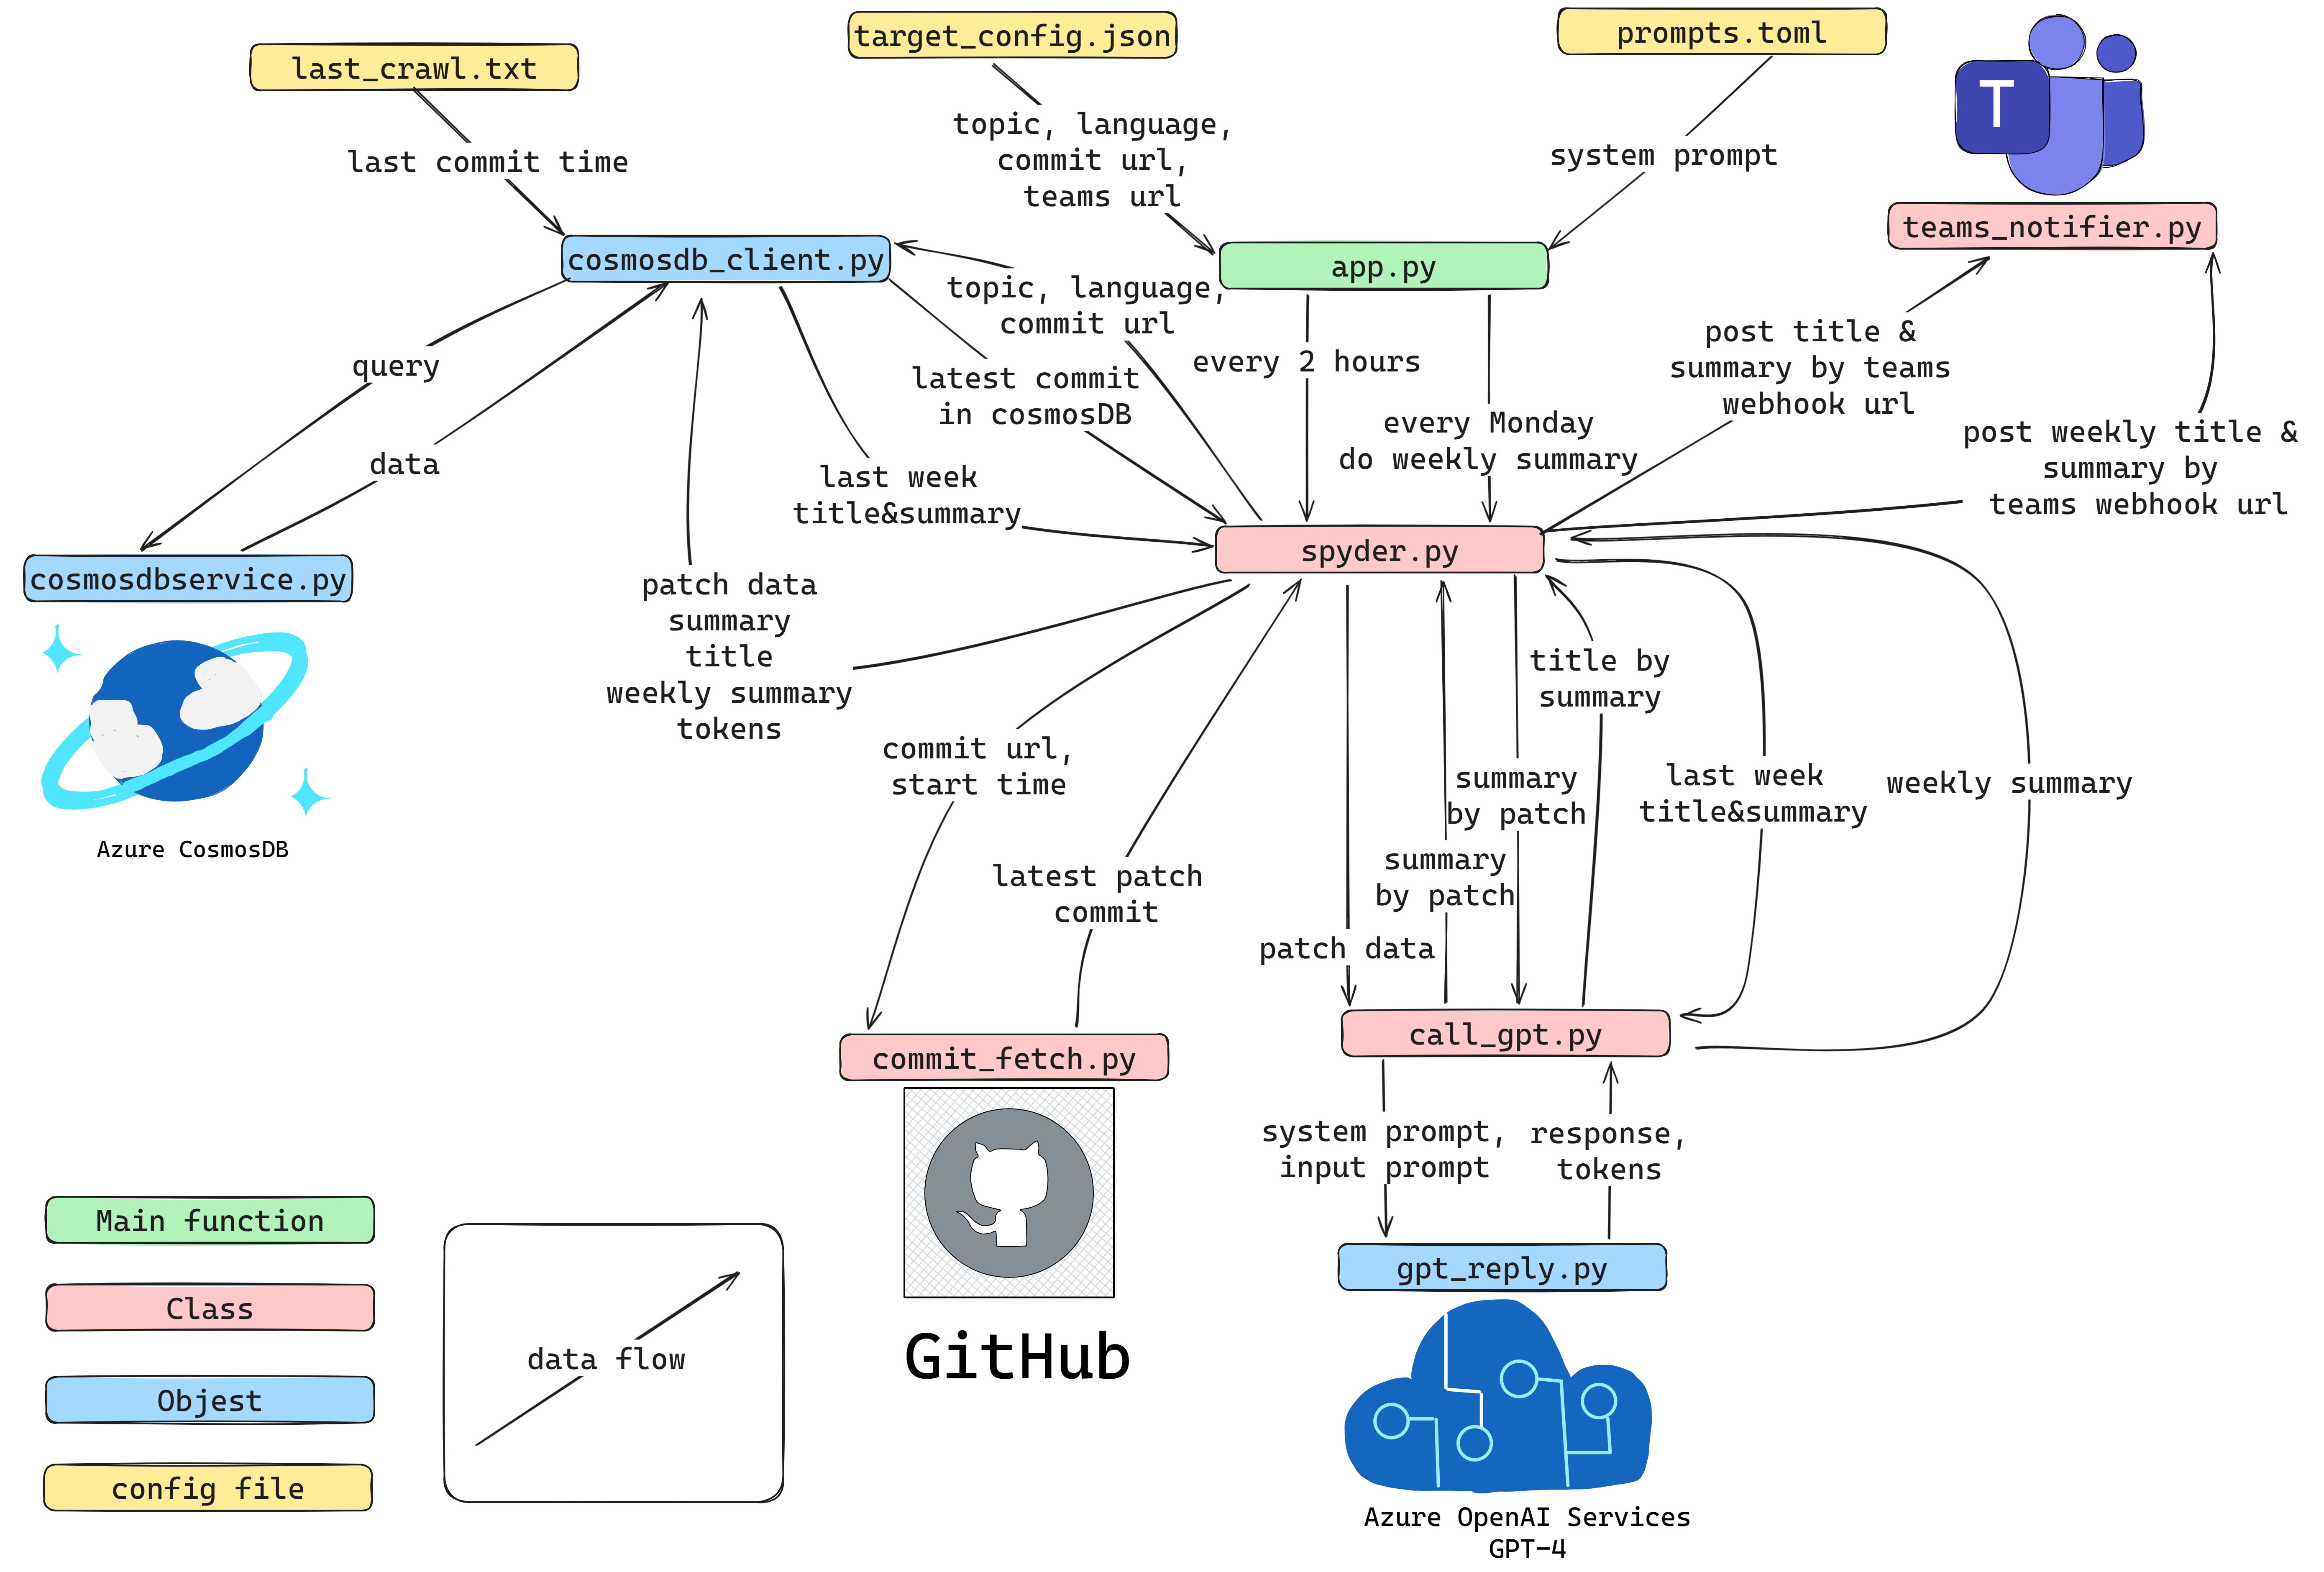 last_crawl.txt
target_config.json
prompts.toml
T
last commit time
topic, language,
commit url,
teams url
system prompt
teams_notifier.py
cosmosdb_client.py
app.py
topic, language,
commit url
query
data
latest commit
in cosmosDB
every 2 hours
every Monday
do weekly summary
post title &
summary by teams
webhook url
post weekly title &
summary by
teams webhook url
last week
title&summary
cosmosdbservice.py
spyder.py
patch data
summary
title
weekly summary
tokens
commit url,
start time
latest patch
commit
patch data
summary
by patch
summary
by patch
title by
summary
last week
title&summary
weekly summary
Azure CosmosDB
commit_fetch.py
call_gpt.py
system prompt,
input prompt
response,
tokens
gpt_reply.py
GitHub
Azure OpenAI Services
GPT-4
Main function
Class
Objest
config file
data flow